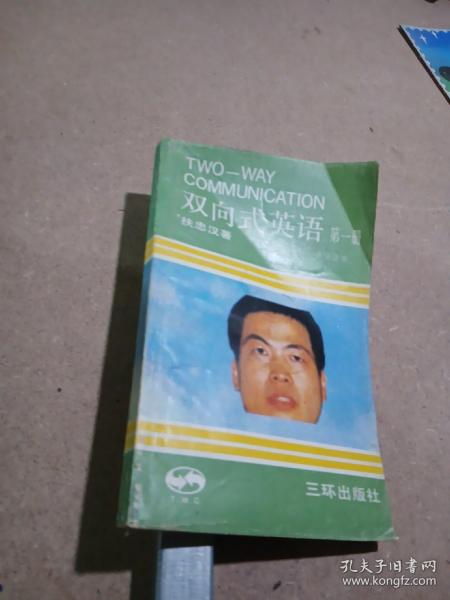 TWO-WAY
COMMUNICATION
双向式英语 第一册
扶忠汉著
TWC
三环出版社
孔夫子旧书网
www.kongfz.com